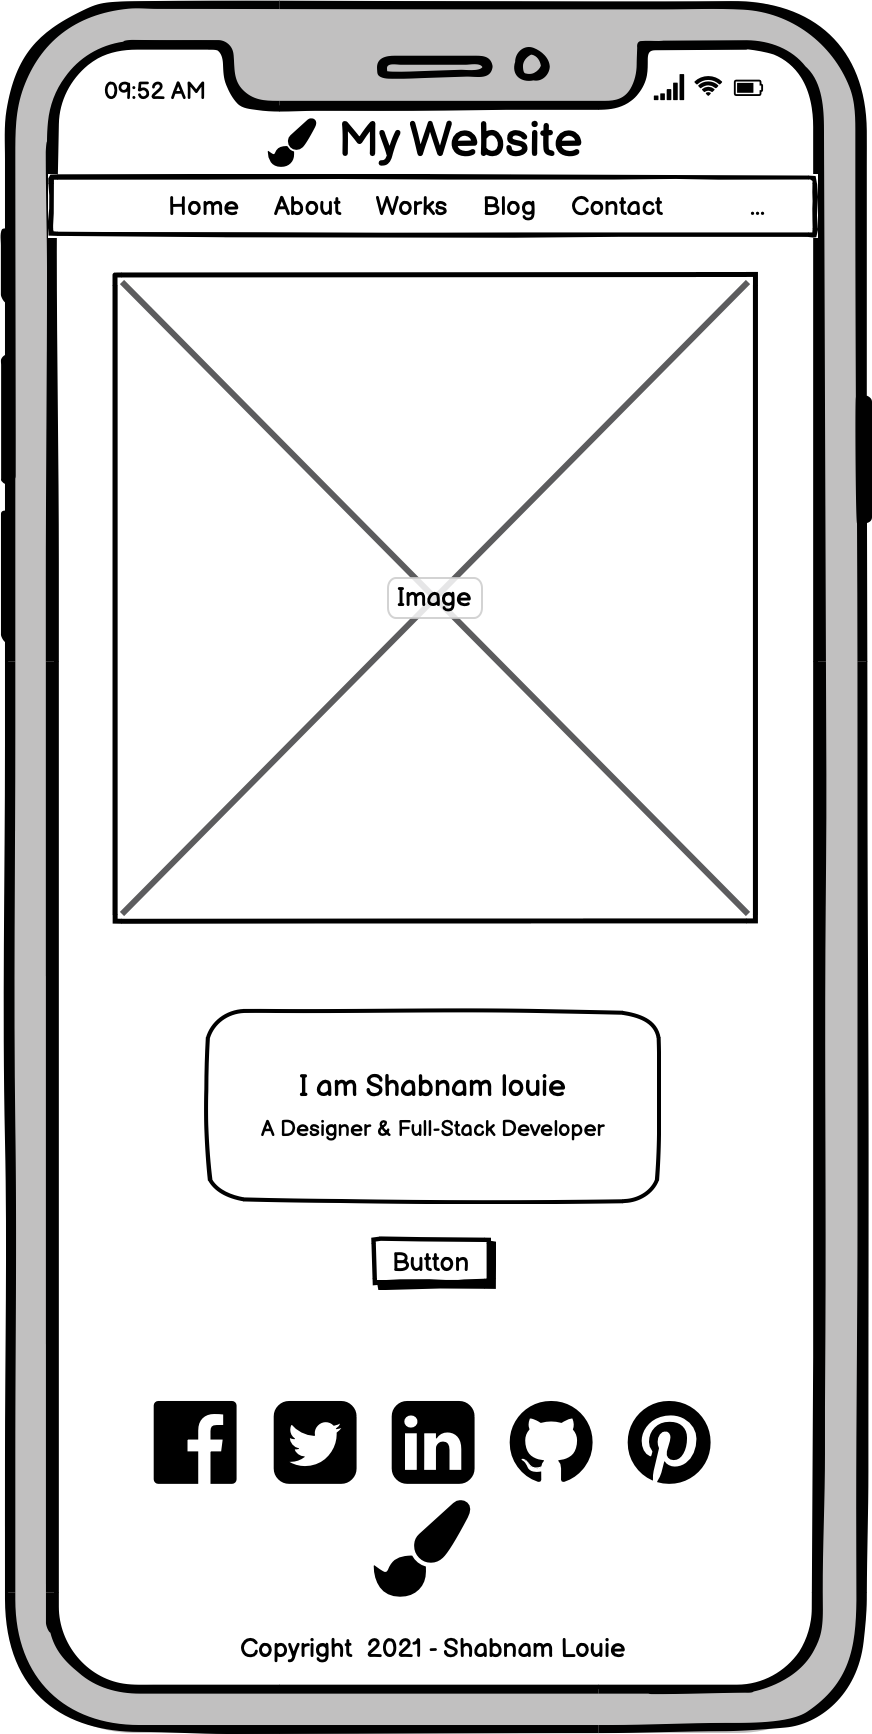 09:52 AM
My Website
Home About Works Blog Contact ...
Image
I am Shabnam louie
A Designer & Full-Stack Developer
Button
f in
Copyright 2021 - Shabnam Louie